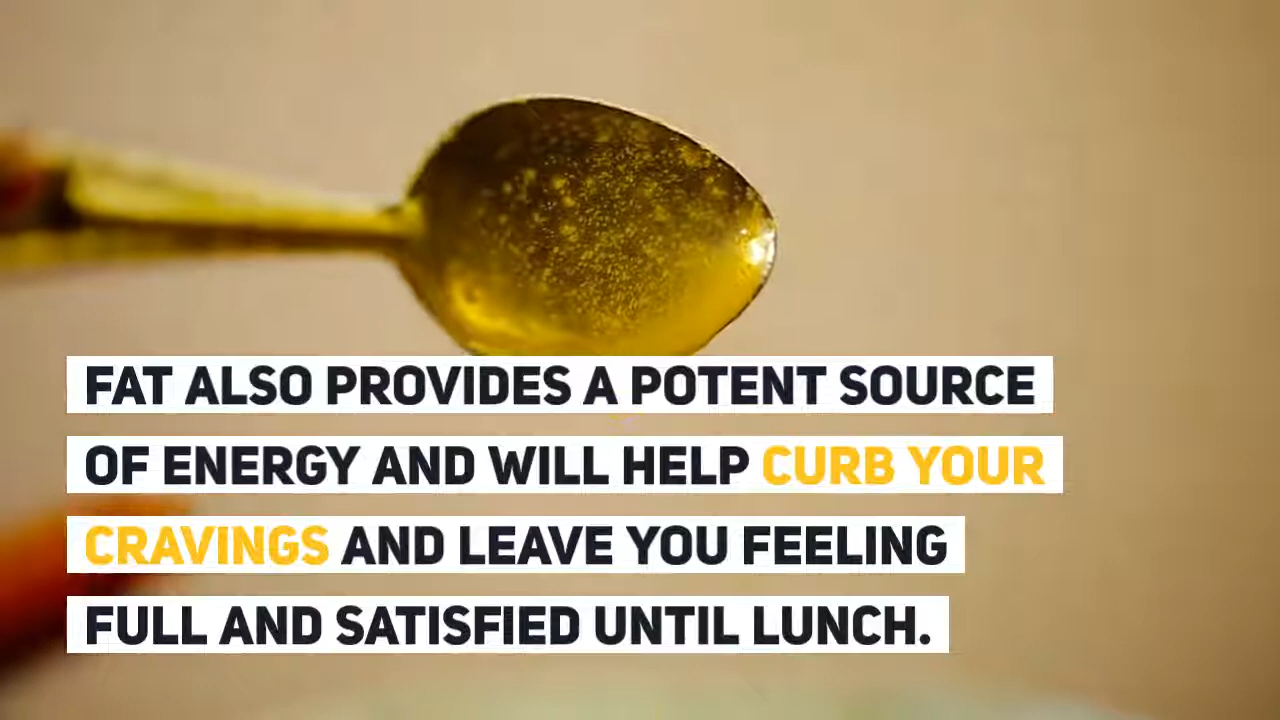 FAT ALSO PROVIDES A POTENT SOURCE
OF ENERGY AND WILL HELP CURB YOUR
CRAVINGS AND LEAVE YOU FEELING
FULL AND SATISFIED UNTIL LUNCH.